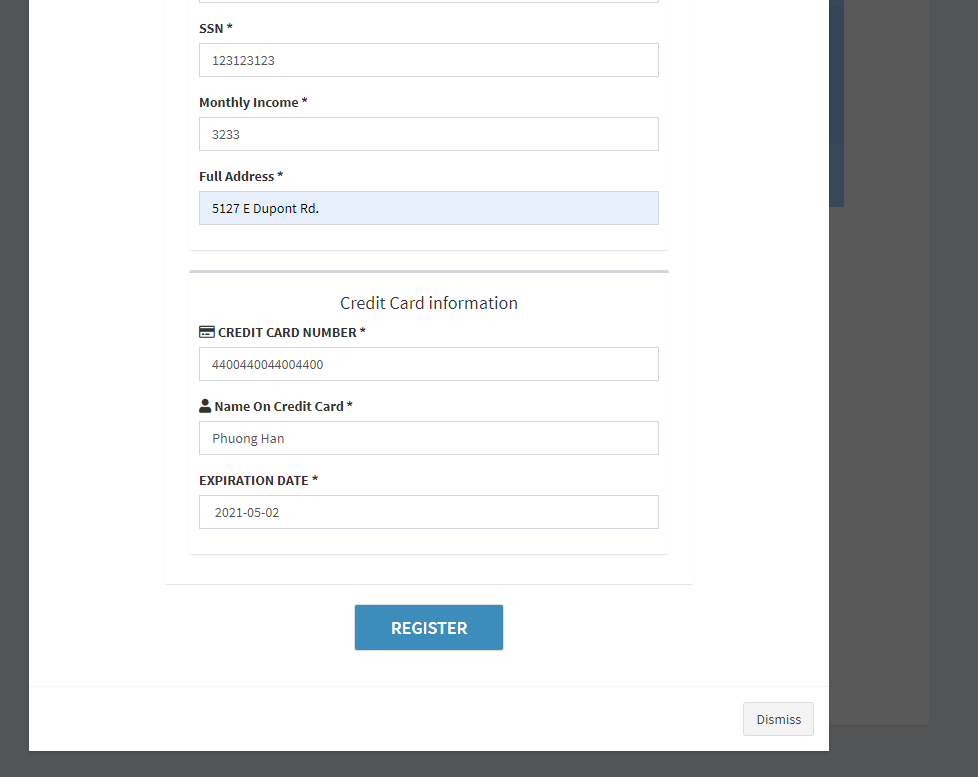 SSN *
123123123
Monthly Income *
3233
Full Address *
5127 E Dupont Rd.
Credit Card information
CREDIT CARD NUMBER *
4400440044004400
Name On Credit Card *
Phuong Han
EXPIRATION DATE *
2021-05-02
REGISTER
Dismiss